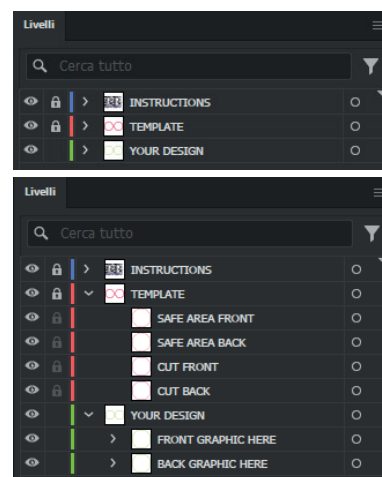 Livelli
Cerca tutto
INSTRUCTIONS
TEMPLATE
YOUR DESIGN
Livelli
Cerca tutto
INSTRUCTIONS
TEMPLATE
SAFE AREA FRONT
SAFE AREA BACK
CUT FRONT
CUT BACK
YOUR DESIGN
FRONT GRAPHIC HERE
BACK GRAPHIC HERE